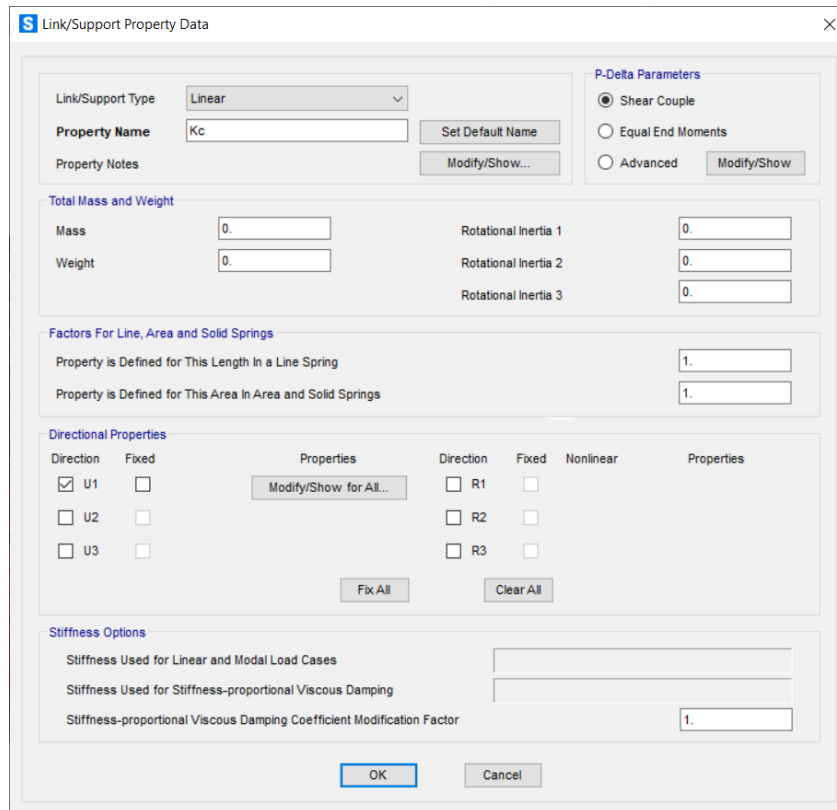 S Link/Support Property Data
Link/Support Type Linear
Property Name Kc Set Default Name
Property Notes Modify/Show...
P-Delta Parameters
Shear Couple
Equal End Moments
Advanced Modify/Show
Total Mass and Weight
Mass 0. Rotational Inertia 1 0.
Weight 0. Rotational Inertia 2 0.
Rotational Inertia 3 0.
Factors For Line, Area and Solid Springs
Property is Defined for This Length In a Line Spring 1.
Property is Defined for This Area In Area and Solid Springs 1.
Directional Properties
Direction Fixed Properties Direction Fixed Nonlinear Properties
U1 Modify/Show for All... R1
U2 R2
U3 R3
Fix All Clear All
Stiffness Options
Stiffness Used for Linear and Modal Load Cases
Stiffness Used for Stiffness-proportional Viscous Damping
Stiffness-proportional Viscous Damping Coefficient Modification Factor 1.
OK Cancel